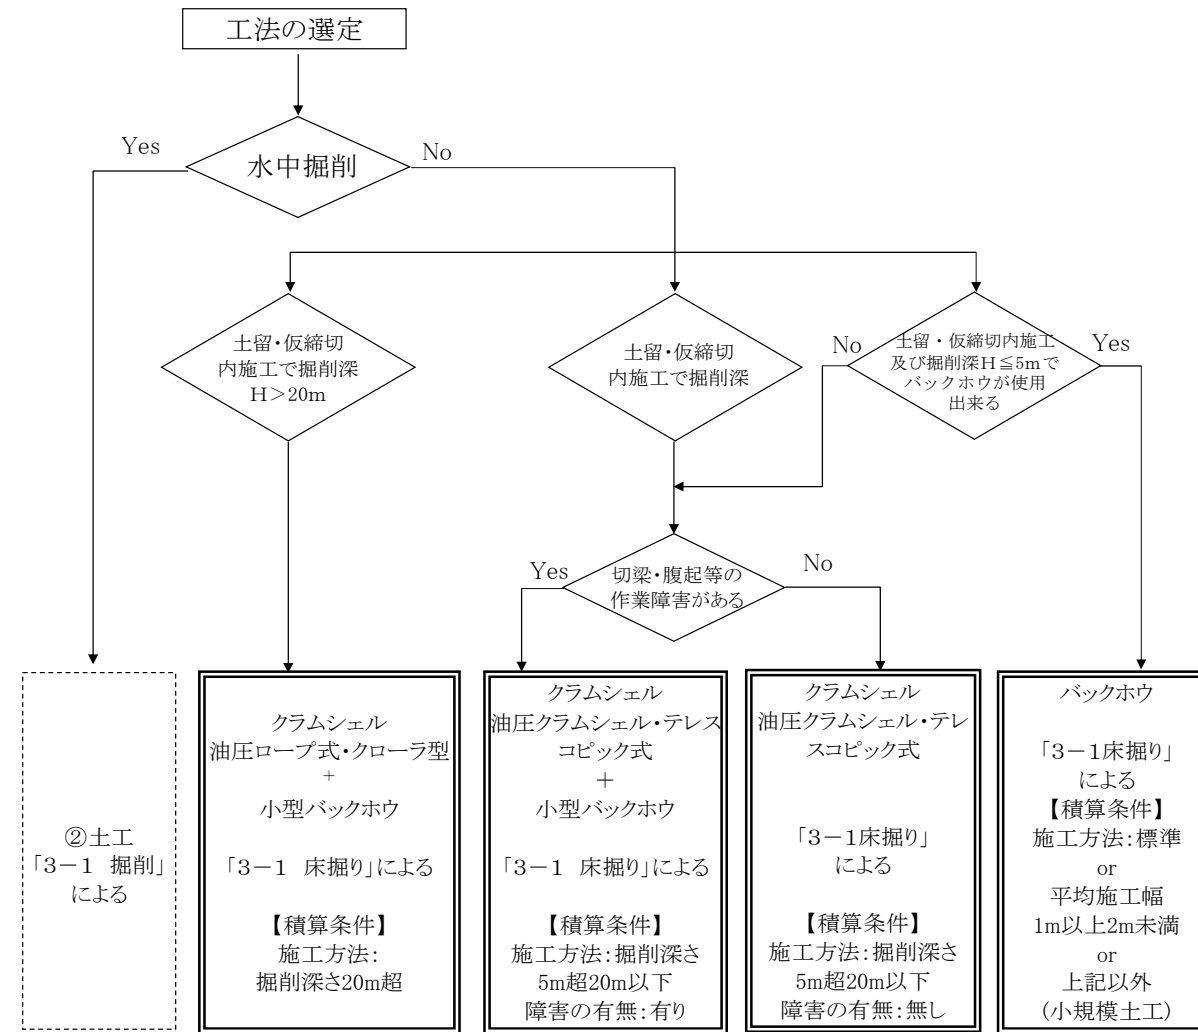 工法の選定
Yes
水中掘削
No
土留・仮締切
内施工で掘削深
H>20m
土留・仮締切
内施工で掘削深
No
土留・仮締切内施工
及び掘削深H≦5mで
バックホウが使用
出来る
Yes
Yes
切梁・腹起等の
作業障害がある
No
②土工
「3-1 掘削」
による
クラムシェル
油圧ロープ式・クローラ型
+
小型バックホウ
「3-1 床掘り」による
【積算条件】
施工方法:
掘削深さ20m超
クラムシェル
油圧クラムシェル・テレス
コピック式
+
小型バックホウ
「3-1 床掘り」による
【積算条件】
施工方法:掘削深さ
5m超20m以下
障害の有無:有り
クラムシェル
油圧クラムシェル・テレ
スコピック式
「3-1床掘り」
による
【積算条件】
施工方法:掘削深さ
5m超20m以下
障害の有無:無し
バックホウ
「3-1床掘り」
による
【積算条件】
施工方法:標準
or
平均施工幅
1m以上2m未満
or
上記以外
(小規模土工)